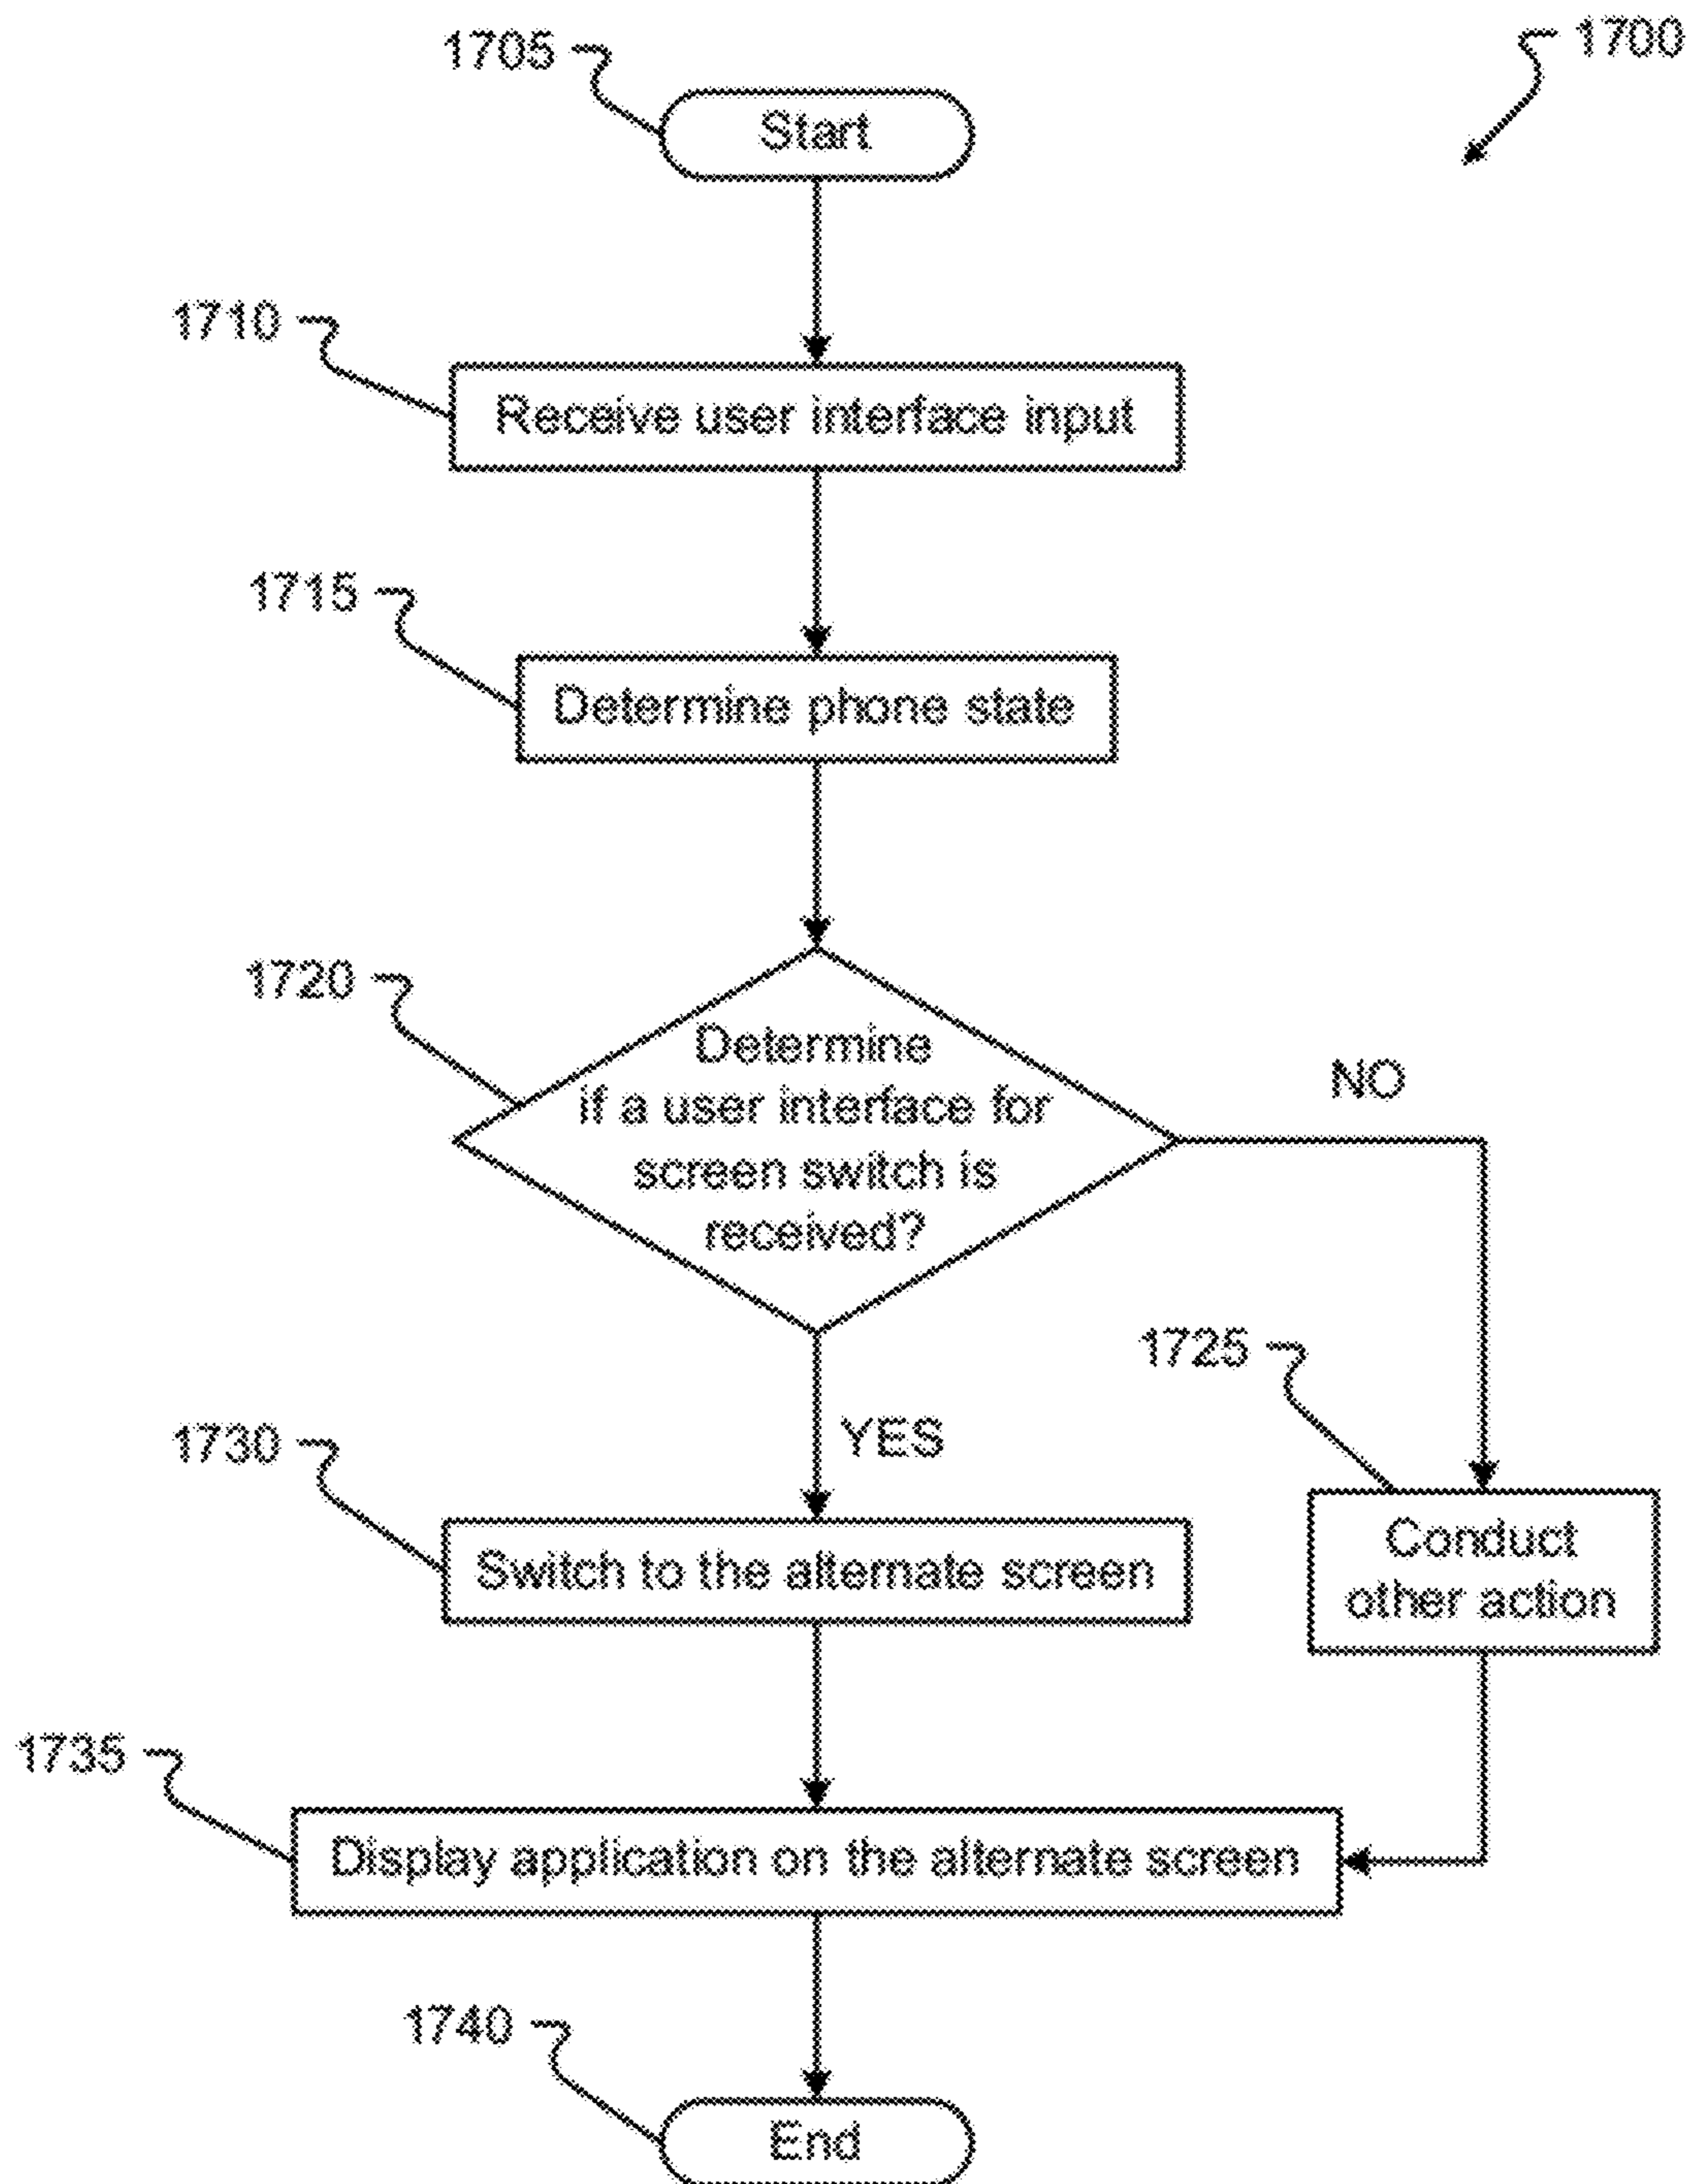 1705
1700
Start
1710
Receive user interface input
1715
Determine phone state
1720
Determine
if a user interface for
screen switch is
received?
NO
1725
YES
1730
Switch to the alternate screen
Conduct
other action
1735
Display application on the alternate screen
1740
End